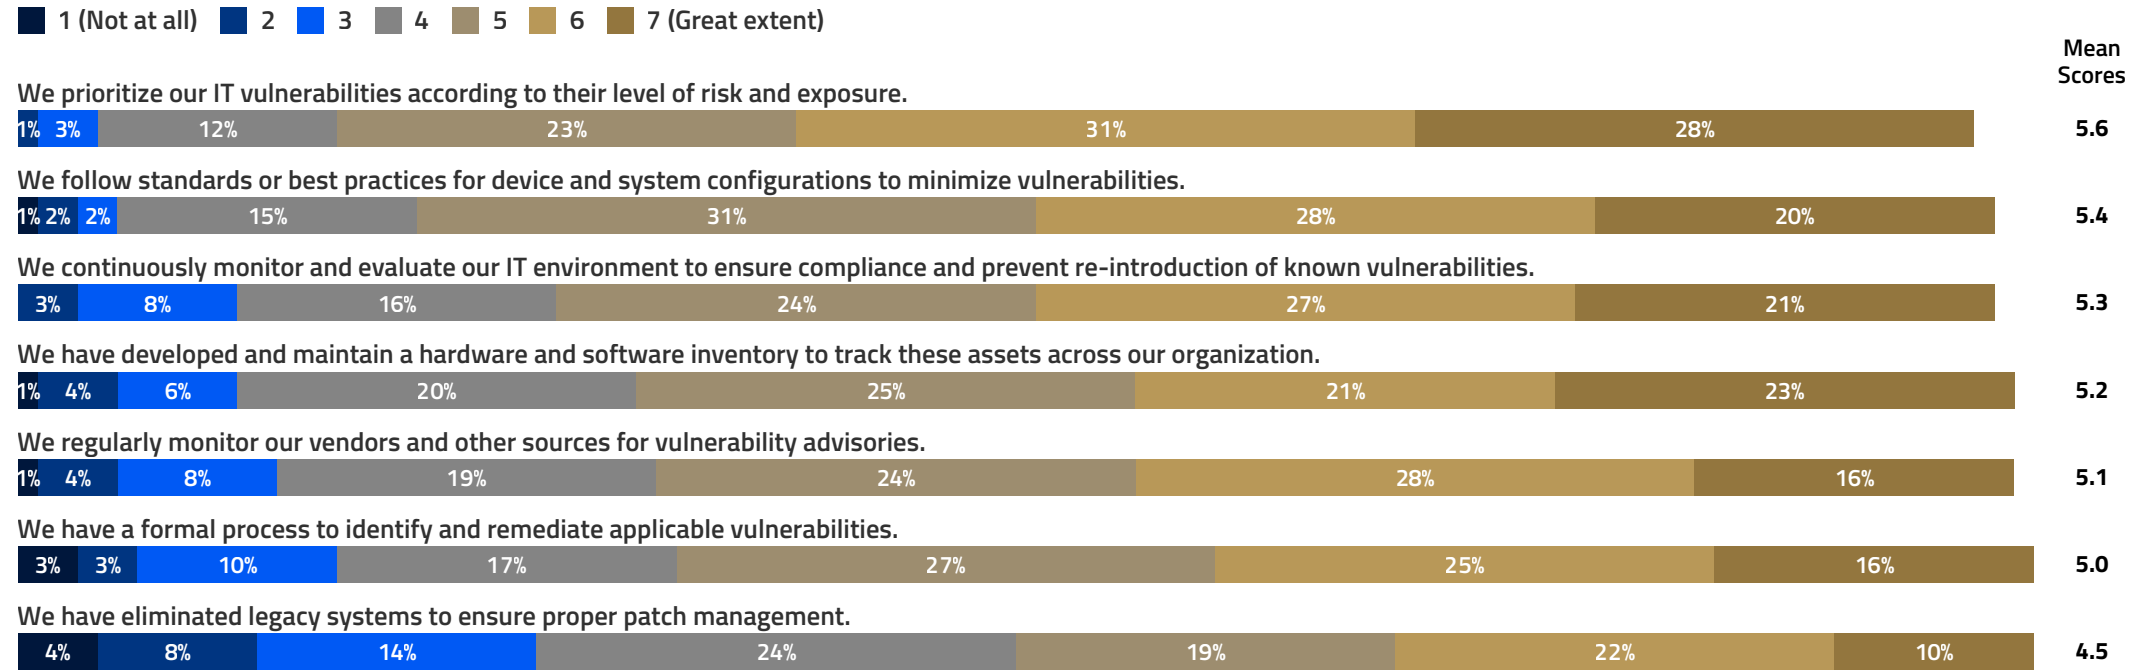 1 (Not at all) 2 3 4 5 6 7 (Great extent)
Mean
Scores
We prioritize our IT vulnerabilities according to their level of risk and exposure.
1% 3% 12% 23% 31% 28% 5.6
We follow standards or best practices for device and system configurations to minimize vulnerabilities.
1% 2% 2% 15% 31% 28% 20% 5.4
We continuously monitor and evaluate our IT environment to ensure compliance and prevent re-introduction of known vulnerabilities.
3% 8% 16% 24% 27% 21% 5.3
We have developed and maintain a hardware and software inventory to track these assets across our organization.
1% 4% 6% 20% 25% 21% 23% 5.2
We regularly monitor our vendors and other sources for vulnerability advisories.
1% 4% 8% 19% 24% 28% 16% 5.1
We have a formal process to identify and remediate applicable vulnerabilities.
3% 3% 10% 17% 27% 25% 16% 5.0
We have eliminated legacy systems to ensure proper patch management.
4% 8% 14% 24% 19% 22% 10% 4.5